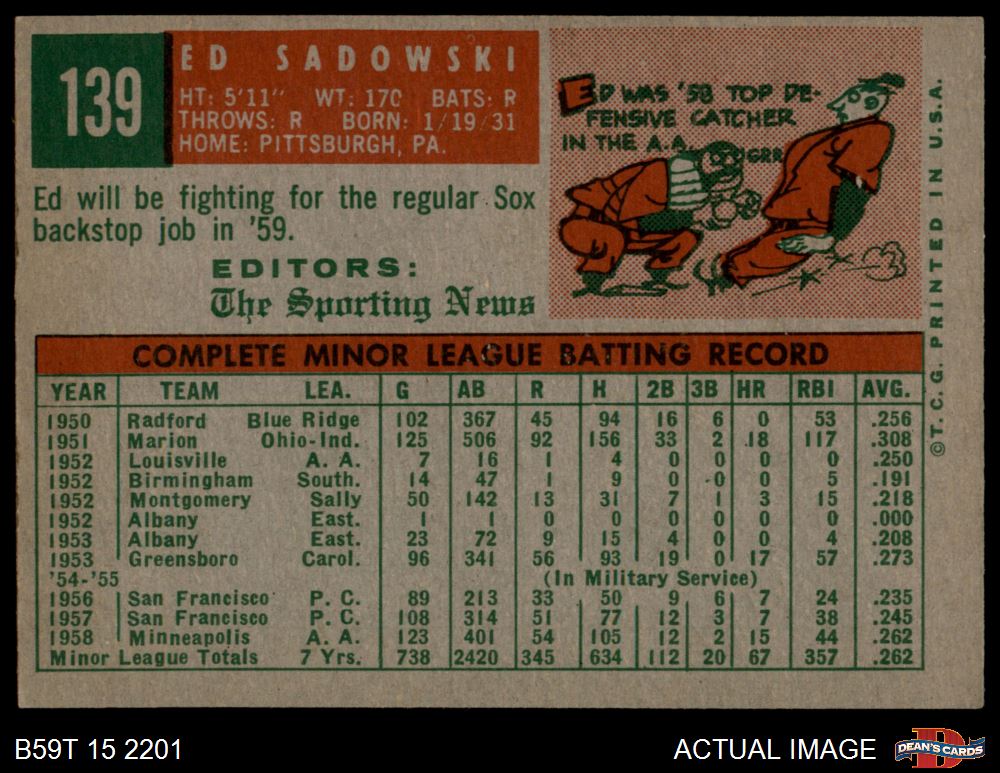 139
ED SADOWSKI
HT: 5'11" WT: 170 BATS: R
THROWS: R BORN: 1/19/31
HOME: PITTSBURGH, PA.
Ed will be fighting for the regular Sox
backstop job in '59.
EDITORS:
The Sporting News
ED WAS '58 TOP DE-
FENSIVE CATCHER
IN THE A.A.
GRR
COMPLETE MINOR LEAGUE BATTING RECORD
YEAR TEAM LEA. G AB R H 2B 3B HR RBI AVG.
1950 Radford Blue Ridge 102 367 45 94 16 6 0 53 .256
1951 Marion Ohio-Ind. 125 506 92 156 33 2 18 117 .308
1952 Louisville A. A. 7 16 1 4 0 0 0 0 .250
1952 Birmingham South. 14 47 1 9 0 0 0 5 .191
1952 Montgomery Sally 50 142 13 31 7 1 3 15 .218
1952 Albany East. 1 1 0 0 0 0 0 0 .000
1953 Albany East. 23 72 9 15 4 0 0 4 .208
1953 Greensboro Carol. 96 341 56 93 19 0 17 57 .273
'54-'55 (In Military Service)
1956 San Francisco P. C. 89 213 33 50 9 6 7 24 .235
1957 San Francisco P. C. 108 314 51 77 12 3 7 38 .245
1958 Minneapolis A. A. 123 401 54 105 12 2 15 44 .262
Minor League Totals 7 Yrs. 738 2420 345 634 112 20 67 357 .262
©T. C. G. PRINTED IN U.S.A.
B59T 15 2201
ACTUAL IMAGE
D
DEAN'S CARDS